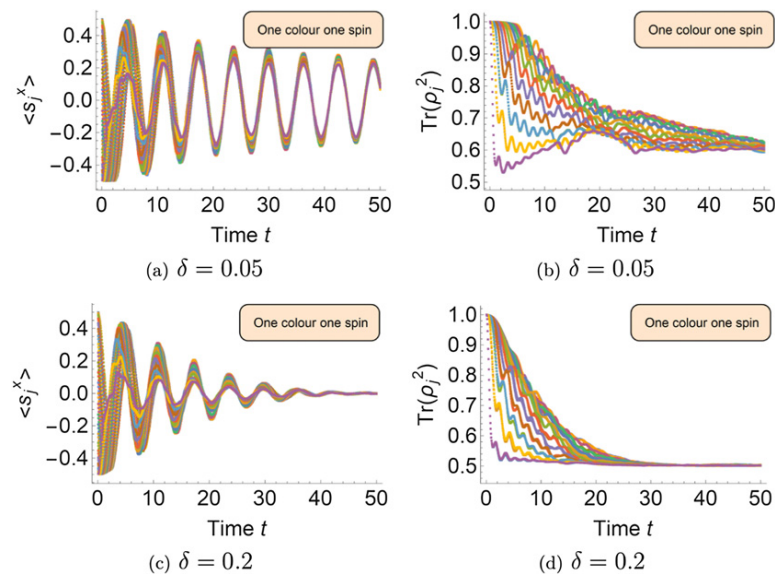 One colour one spin
<s_j^x>
0.4
0.2
0.0
−0.2
−0.4
0 10 20 30 40 50
Time t
(a) δ = 0.05
One colour one spin
Tr(ρ_j^2)
1.0
0.9
0.8
0.7
0.6
0.5
0 10 20 30 40 50
Time t
(b) δ = 0.05
One colour one spin
<s_j^x>
0.4
0.2
0.0
−0.2
−0.4
0 10 20 30 40 50
Time t
(c) δ = 0.2
One colour one spin
Tr(ρ_j^2)
1.0
0.9
0.8
0.7
0.6
0.5
0 10 20 30 40 50
Time t
(d) δ = 0.2